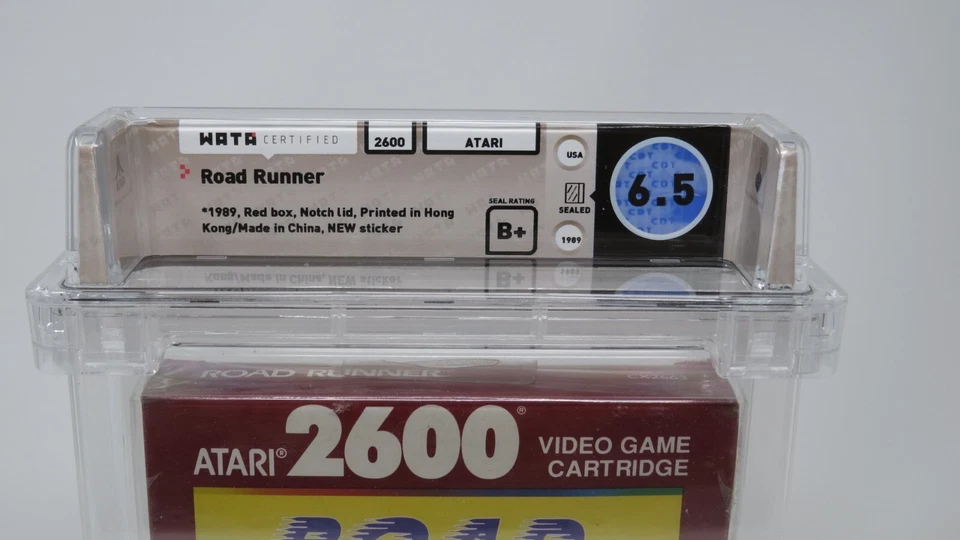 WATA CERTIFIED
2600
ATARI
USA
Road Runner
6.5
SEALED
*1989, Red box, Notch lid, Printed in Hong
Kong/Made in China, NEW sticker
SEAL RATING
B+
1989
ROAD RUNNER
ATARI® 2600®
VIDEO GAME
CARTRIDGE
ROAD